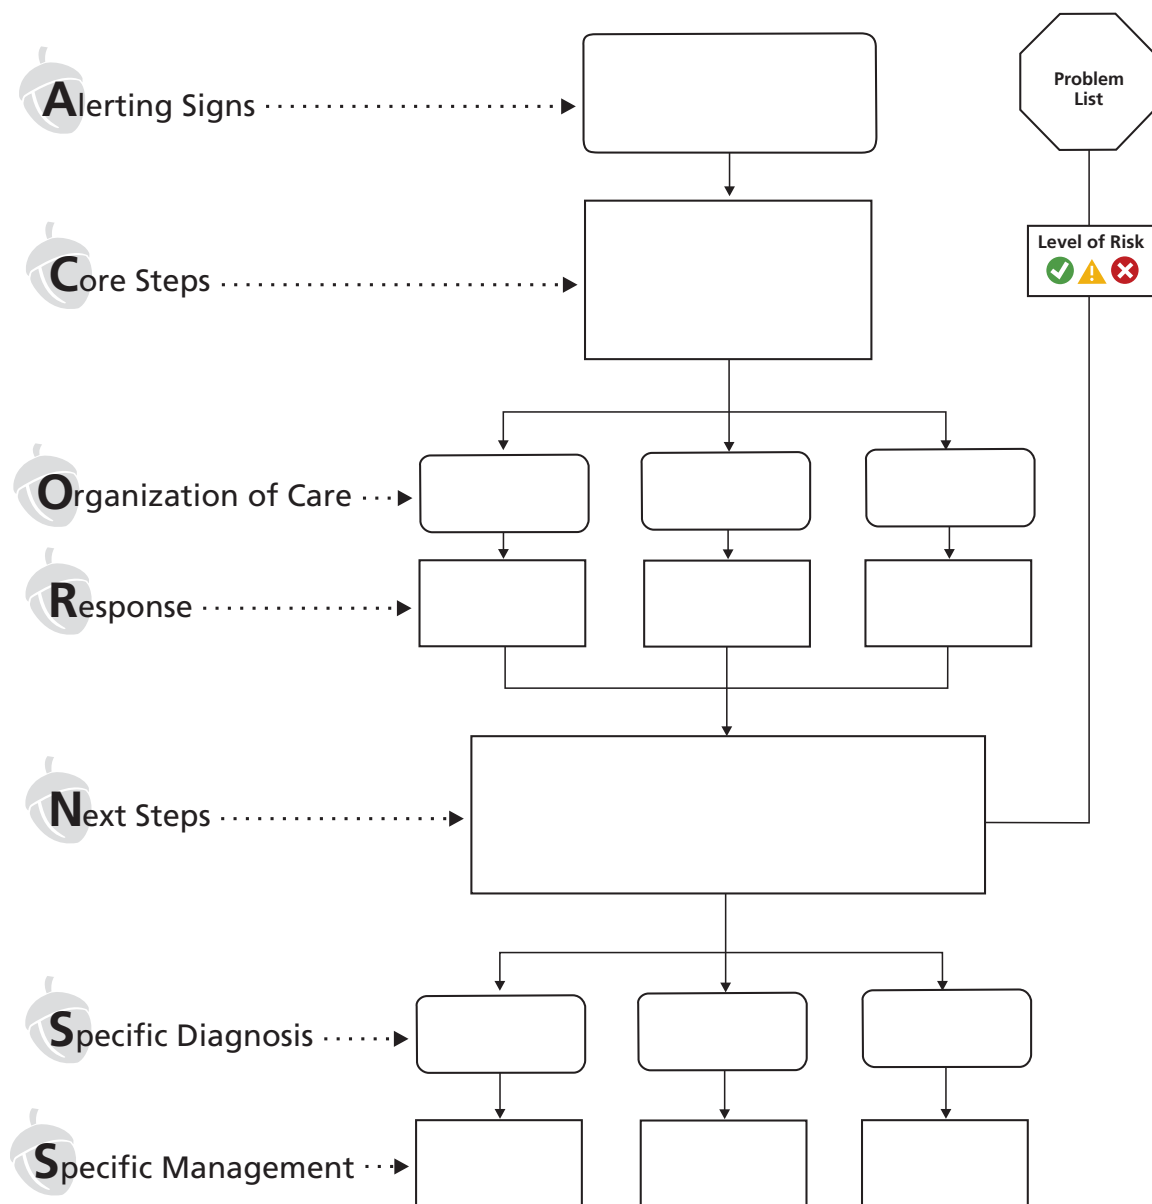 Alerting Signs
Problem
List
Core Steps
Level of Risk
Organization of Care
Response
Next Steps
Specific Diagnosis
Specific Management